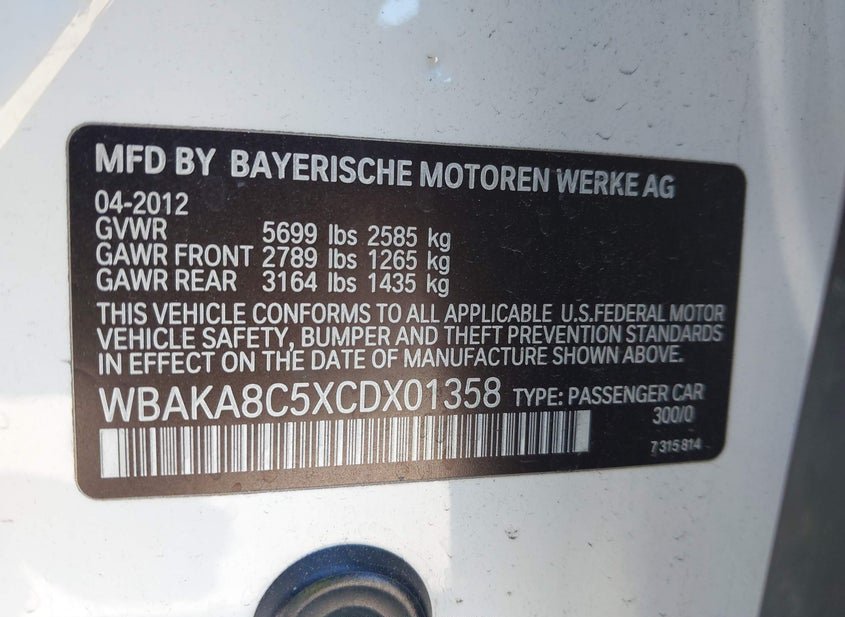 MFD BY BAYERISCHE MOTOREN WERKE AG
04-2012
GVWR 5699 lbs 2585 kg
GAWR FRONT 2789 lbs 1265 kg
GAWR REAR 3164 lbs 1435 kg
THIS VEHICLE CONFORMS TO ALL APPLICABLE U.S.FEDERAL MOTOR
VEHICLE SAFETY, BUMPER AND THEFT PREVENTION STANDARDS
IN EFFECT ON THE DATE OF MANUFACTURE SHOWN ABOVE.
WBAKA8C5XCDX01358 TYPE: PASSENGER CAR
300/0
7 315 814